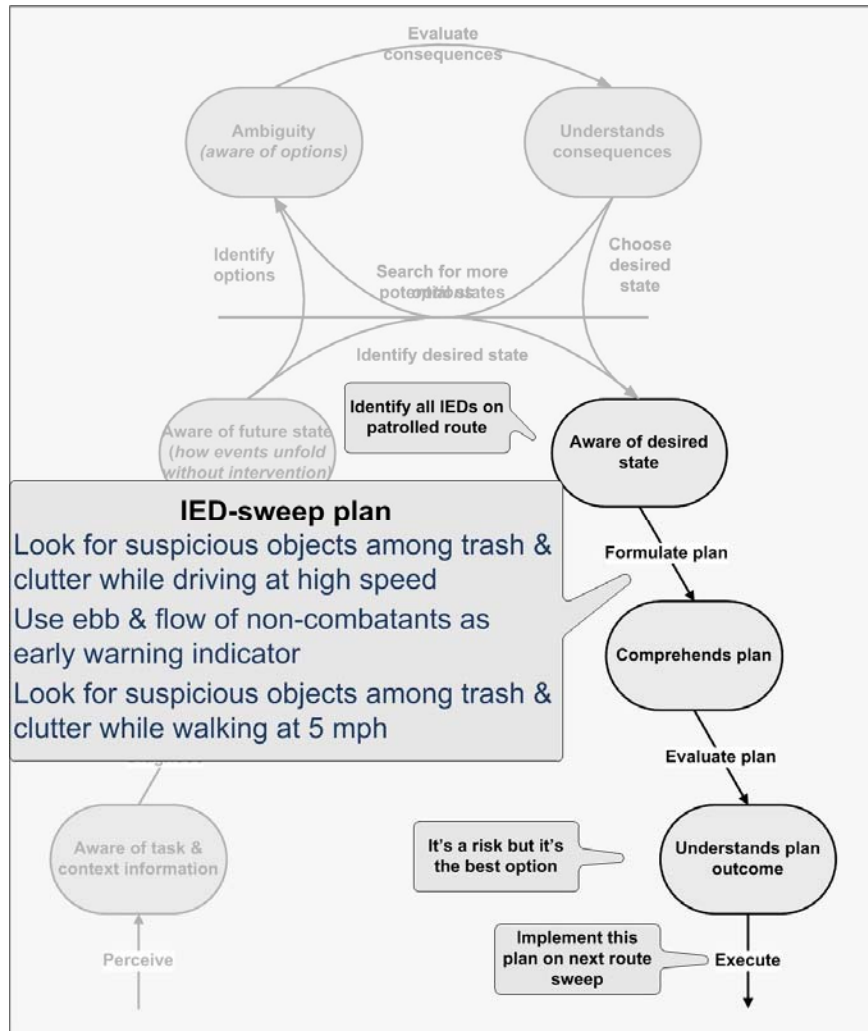 Evaluate
consequences
Ambiguity
(aware of options)
Understands
consequences
Identify
options
Search for more
potential states
options
Choose
desired
state
Identify desired state
Identify all IEDs on
patrolled route
Aware of future state
(how events unfold
without intervention)
Aware of desired
state
IED-sweep plan
Look for suspicious objects among trash &
clutter while driving at high speed
Use ebb & flow of non-combatants as
early warning indicator
Look for suspicious objects among trash &
clutter while walking at 5 mph
Formulate plan
Comprehends plan
Evaluate plan
Aware of task &
context information
It's a risk but it's
the best option
Understands plan
outcome
Perceive
Implement this
plan on next route
sweep
Execute